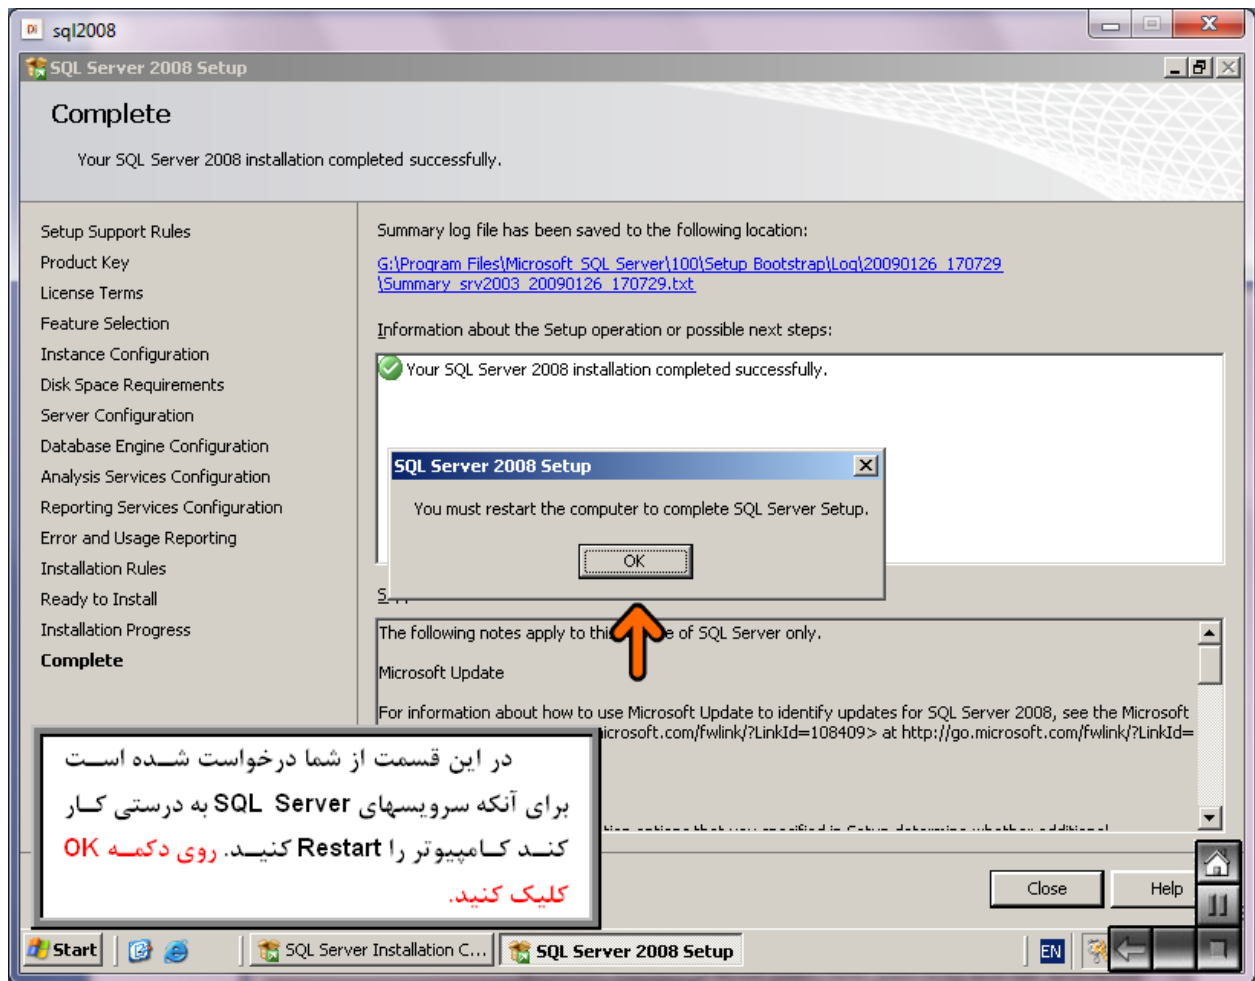 sql2008
SQL Server 2008 Setup
Complete
Your SQL Server 2008 installation completed successfully.
Setup Support Rules
Product Key
License Terms
Feature Selection
Instance Configuration
Disk Space Requirements
Server Configuration
Database Engine Configuration
Analysis Services Configuration
Reporting Services Configuration
Error and Usage Reporting
Installation Rules
Ready to Install
Installation Progress
Complete
Summary log file has been saved to the following location:
G:\Program Files\Microsoft SQL Server\100\Setup Bootstrap\Log\20090126_170729
\Summary_srv2003_20090126_170729.txt
Information about the Setup operation or possible next steps:
Your SQL Server 2008 installation completed successfully.
SQL Server 2008 Setup
You must restart the computer to complete SQL Server Setup.
OK
The following notes apply to this of SQL Server only.
Microsoft Update
For information about how to use Microsoft Update to identify updates for SQL Server 2008, see the Microsoft
icrosoft.com/fwlink/?LinkId=108409> at http://go.microsoft.com/fwlink/?LinkId=
در این قسمت از شما درخواست شده است
برای آنکه سرویسهای SQL Server به درستی کار
کند کامپیوتر را Restart کنید. روی دکمه OK
کلیک کنید.
Close
Help
Start
SQL Server Installation C...
SQL Server 2008 Setup
EN